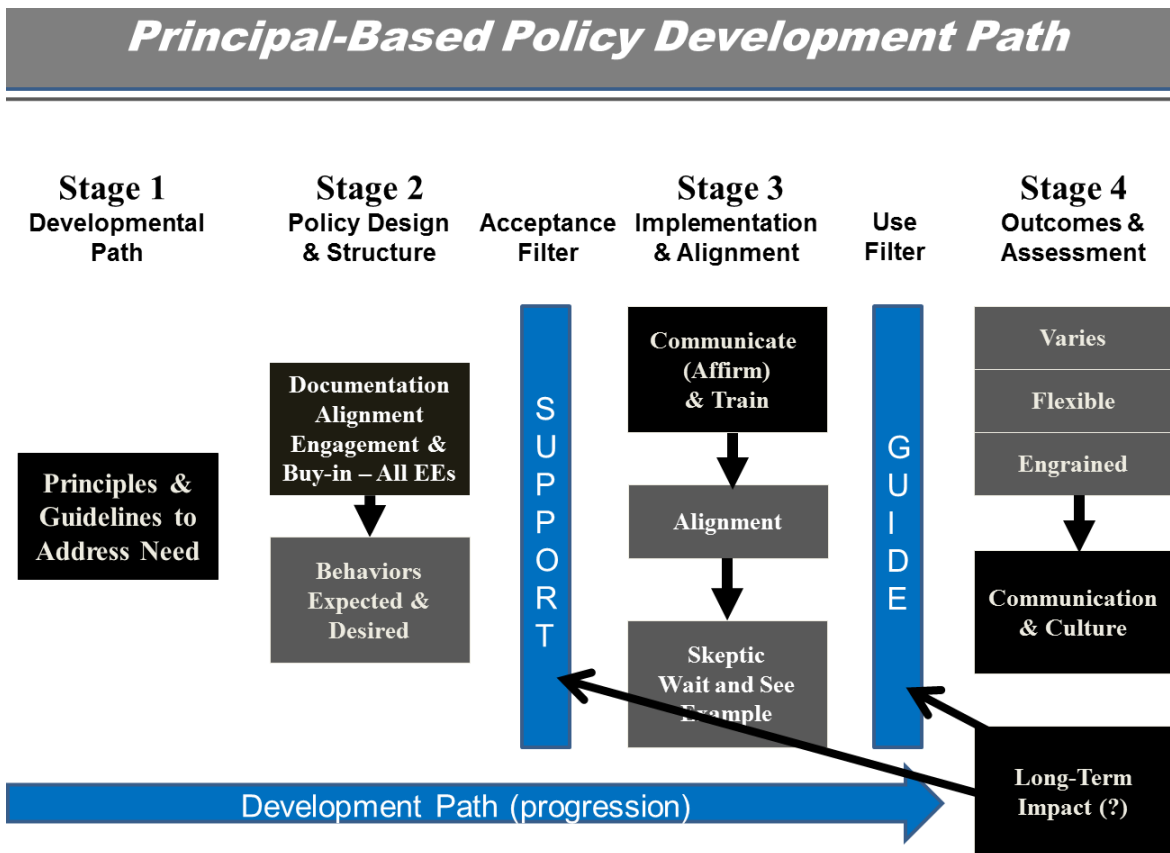 Principal-Based Policy Development Path
Stage 1
Developmental
Path
Stage 2
Policy Design
& Structure
Acceptance
Filter
Stage 3
Implementation
& Alignment
Use
Filter
Stage 4
Outcomes &
Assessment
Principles &
Guidelines to
Address Need
Documentation
Alignment
Engagement &
Buy-in – All EEs
Behaviors
Expected &
Desired
SUPPORT
Communicate
(Affirm)
& Train
Alignment
Skeptic
Wait and See
Example
GUIDE
Varies
Flexible
Engrained
Communication
& Culture
Long-Term
Impact (?)
Development Path (progression)